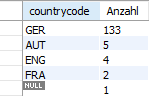 countrycode Anzahl
GER 133
AUT 5
ENG 4
FRA 2
NULL 1